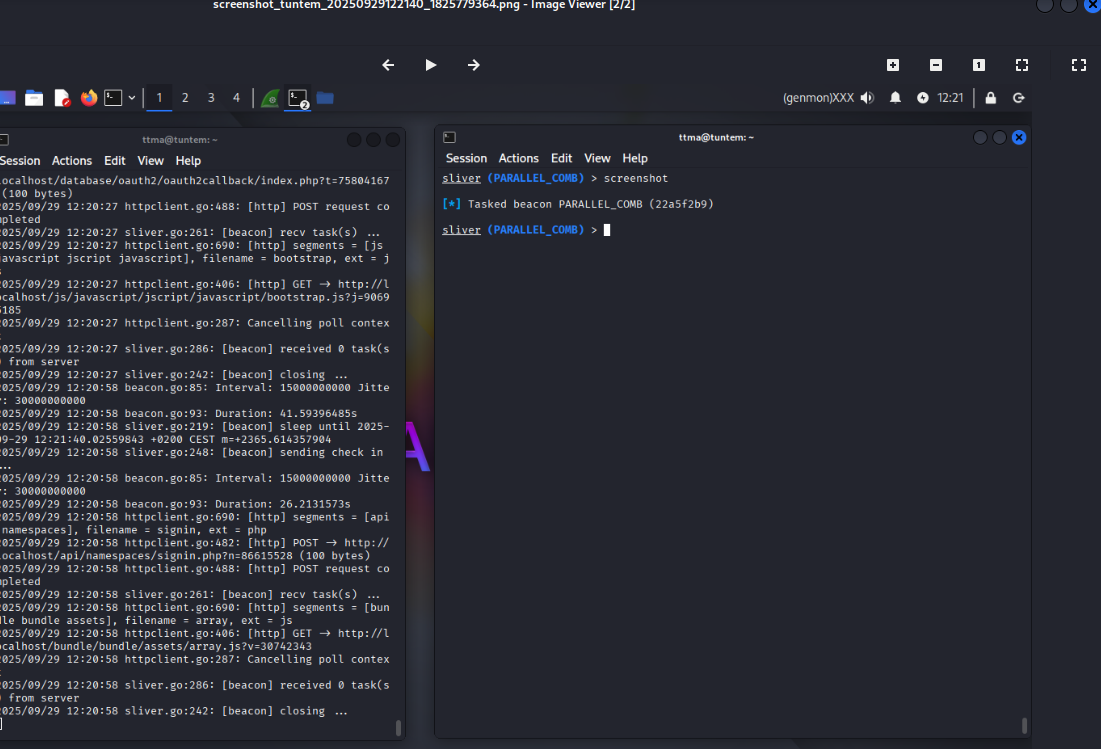 screenshot_tuntem_20250929122140_1825779364.png - Image Viewer [2/2]
1 2 3 4
2
(genmon)XXX 12:21
ttma@tuntem: ~
Session Actions Edit View Help
ocalhost/database/oauth2/oauth2callback/index.php?t=75804167
(100 bytes)
2025/09/29 12:20:27 httpclient.go:488: [http] POST request co
mpleted
2025/09/29 12:20:27 sliver.go:261: [beacon] recv task(s) ...
2025/09/29 12:20:27 httpclient.go:690: [http] segments = [js
javascript jscript javascript], filename = bootstrap, ext = j
s
2025/09/29 12:20:27 httpclient.go:406: [http] GET → http://l
ocalhost/js/javascript/jscript/javascript/bootstrap.js?j=9069
5185
2025/09/29 12:20:27 httpclient.go:287: Cancelling poll contex
t
2025/09/29 12:20:27 sliver.go:286: [beacon] received 0 task(s
) from server
2025/09/29 12:20:27 sliver.go:242: [beacon] closing ...
2025/09/29 12:20:58 beacon.go:85: Interval: 15000000000 Jitte
r: 30000000000
2025/09/29 12:20:58 beacon.go:93: Duration: 41.59396485s
2025/09/29 12:20:58 sliver.go:219: [beacon] sleep until 2025-
09-29 12:21:40.02559843 +0200 CEST m=+2365.614357904
2025/09/29 12:20:58 sliver.go:248: [beacon] sending check in
...
2025/09/29 12:20:58 beacon.go:85: Interval: 15000000000 Jitte
r: 30000000000
2025/09/29 12:20:58 beacon.go:93: Duration: 26.2131573s
2025/09/29 12:20:58 httpclient.go:690: [http] segments = [api
namespaces], filename = signin, ext = php
2025/09/29 12:20:58 httpclient.go:482: [http] POST → http://
localhost/api/namespaces/signin.php?n=86615528 (100 bytes)
2025/09/29 12:20:58 httpclient.go:488: [http] POST request co
mpleted
2025/09/29 12:20:58 sliver.go:261: [beacon] recv task(s) ...
2025/09/29 12:20:58 httpclient.go:690: [http] segments = [bun
dle bundle assets], filename = array, ext = js
2025/09/29 12:20:58 httpclient.go:406: [http] GET → http://l
ocalhost/bundle/bundle/assets/array.js?v=30742343
2025/09/29 12:20:58 httpclient.go:287: Cancelling poll contex
t
2025/09/29 12:20:58 sliver.go:286: [beacon] received 0 task(s
) from server
2025/09/29 12:20:58 sliver.go:242: [beacon] closing ...
A
ttma@tuntem: ~
Session Actions Edit View Help
sliver (PARALLEL_COMB) > screenshot
[*] Tasked beacon PARALLEL_COMB (22a5f2b9)
sliver (PARALLEL_COMB) >